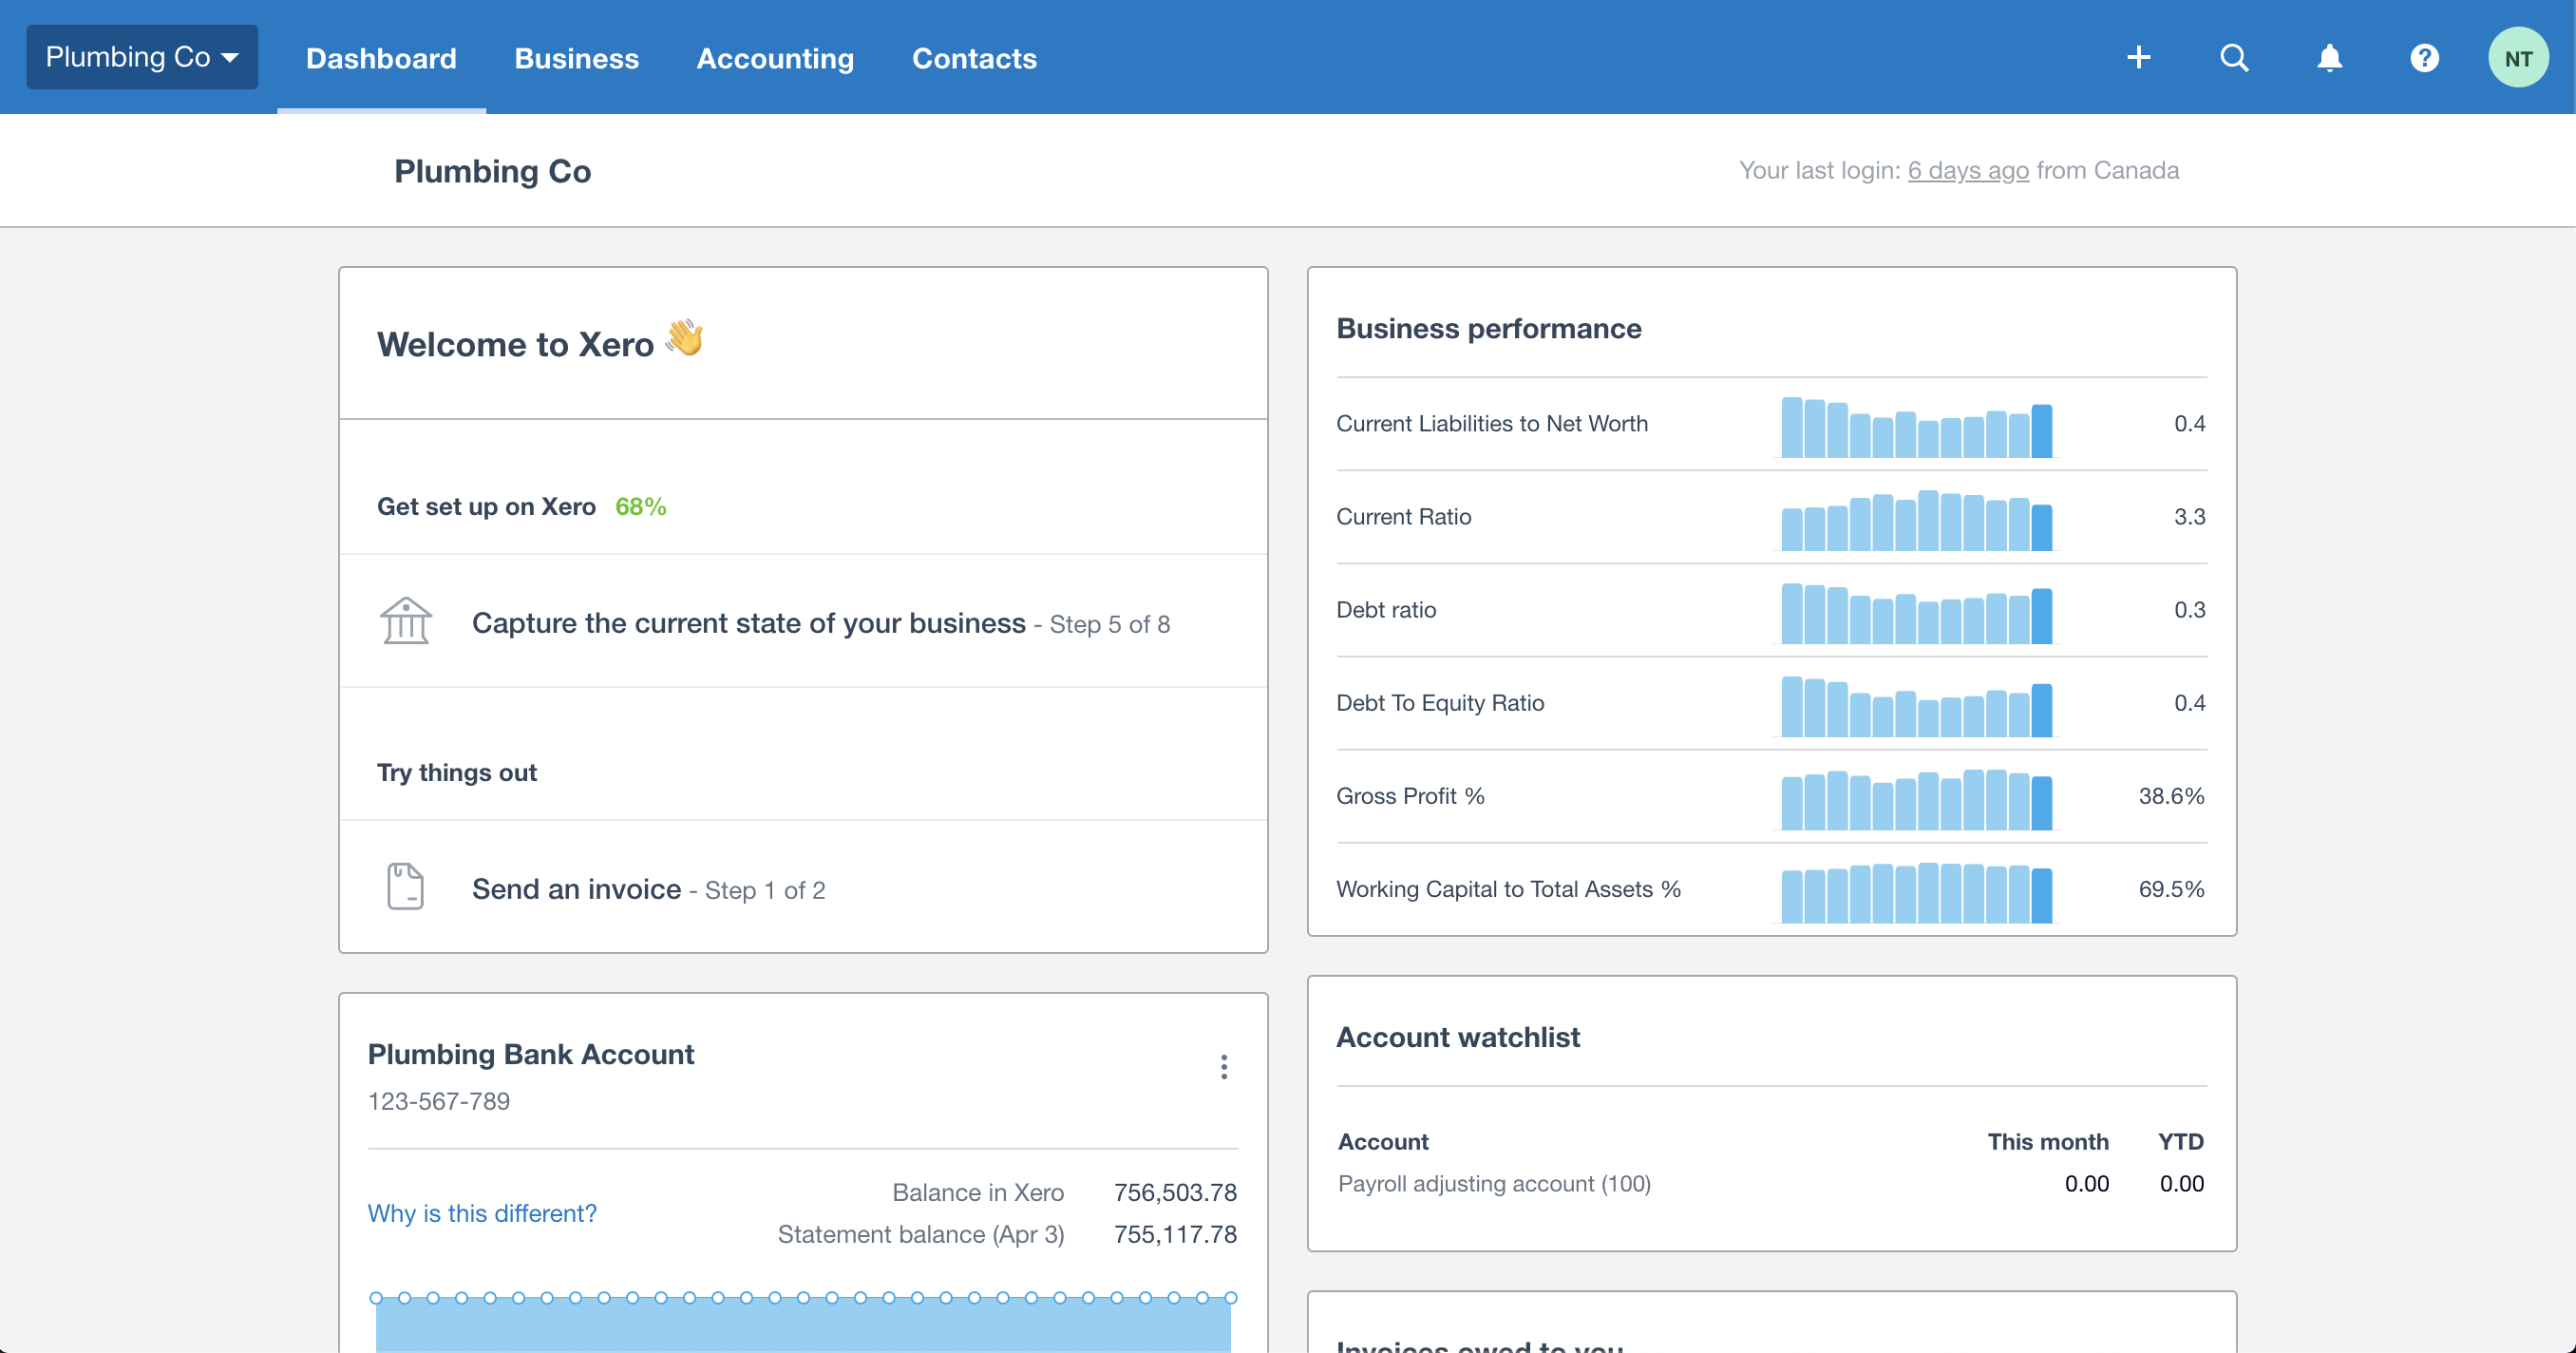 Plumbing Co
Dashboard
Business
Accounting
Contacts
NT
Plumbing Co
Your last login: 6 days ago from Canada
Welcome to Xero 👋
Get set up on Xero 68%
Capture the current state of your business - Step 5 of 8
Try things out
Send an invoice - Step 1 of 2
Plumbing Bank Account
123-567-789
Why is this different?
Balance in Xero 756,503.78
Statement balance (Apr 3) 755,117.78
Business performance
Current Liabilities to Net Worth 0.4
Current Ratio 3.3
Debt ratio 0.3
Debt To Equity Ratio 0.4
Gross Profit % 38.6%
Working Capital to Total Assets % 69.5%
Account watchlist
Account This month YTD
Payroll adjusting account (100) 0.00 0.00
Invoices owed to you